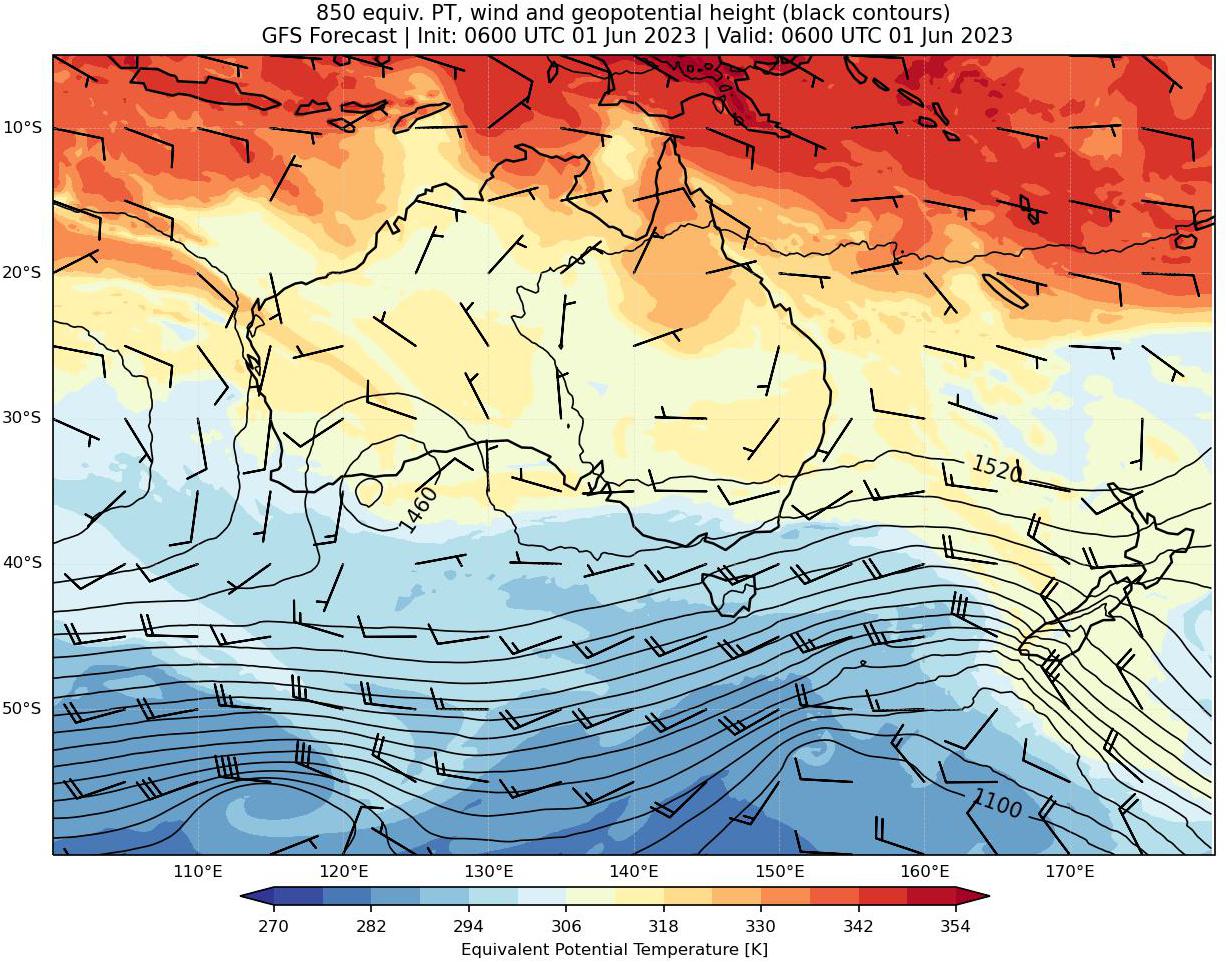 850 equiv. PT, wind and geopotential height (black contours)
GFS Forecast | Init: 0600 UTC 01 Jun 2023 | Valid: 0600 UTC 01 Jun 2023
10°S
20°S
30°S
1520
1460
40°S
50°S
1100
110°E 120°E 130°E 140°E 150°E 160°E 170°E
270 282 294 306 318 330 342 354
Equivalent Potential Temperature [K]